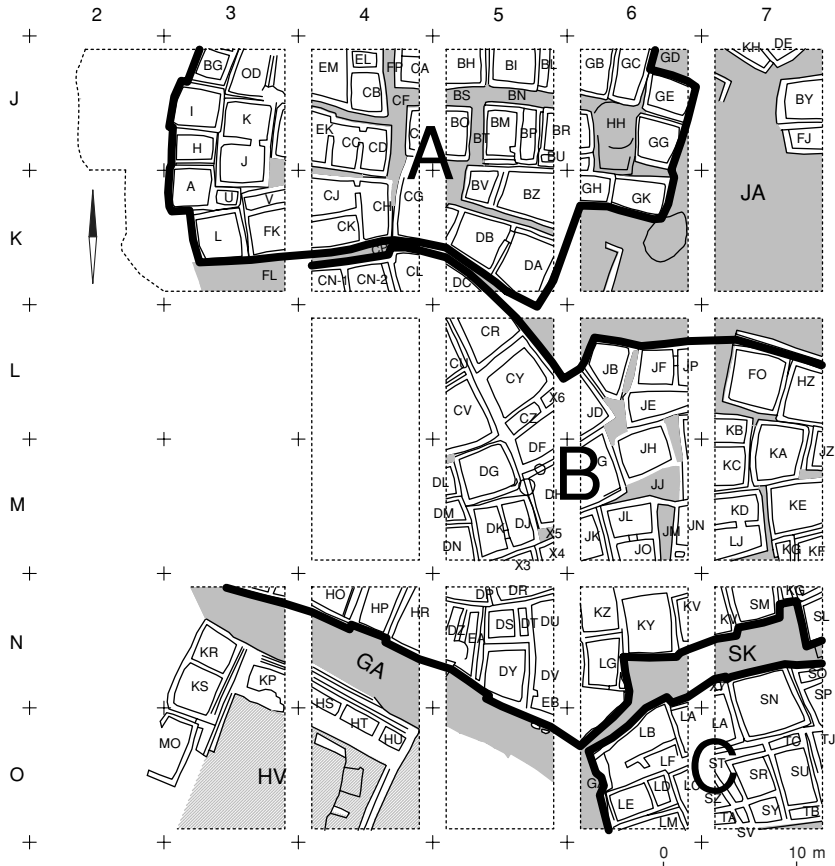 2 3 4 5 6 7
KH DE
BG OD EM EL FP CA BH BI BL GB GC GD
J
I K CB CF BS BN GE BY
BO BM BP BR HH
EK CC CD BT FJ
H J A BU GG
A U V CJ CH CG BV BZ GH GK JA
K
L FK CK DB DA
FL CN-1 CN-2 CL DC
CR
L
CU CY JB JF JP FO HZ
CV CZ X6 JD JE
KB
DF JH KA JZ
B
DG KC
DL DH JJ
M
DM DK DJ JL JM JN KD KE
DN X5 JK JO LJ KG KF
X3 X4
HO HP HR DP DR KZ KV SM KG
N
KR DZ EA DS DT DU KY KV SL
GA LG SK
KS KP DY DV SO
HS EB LA SN SP
MO HT HU LB LA TO TJ
O
HV LF ST C SR SU
LE LD LC SZ
LM TA SY TB
SV
0 10 m